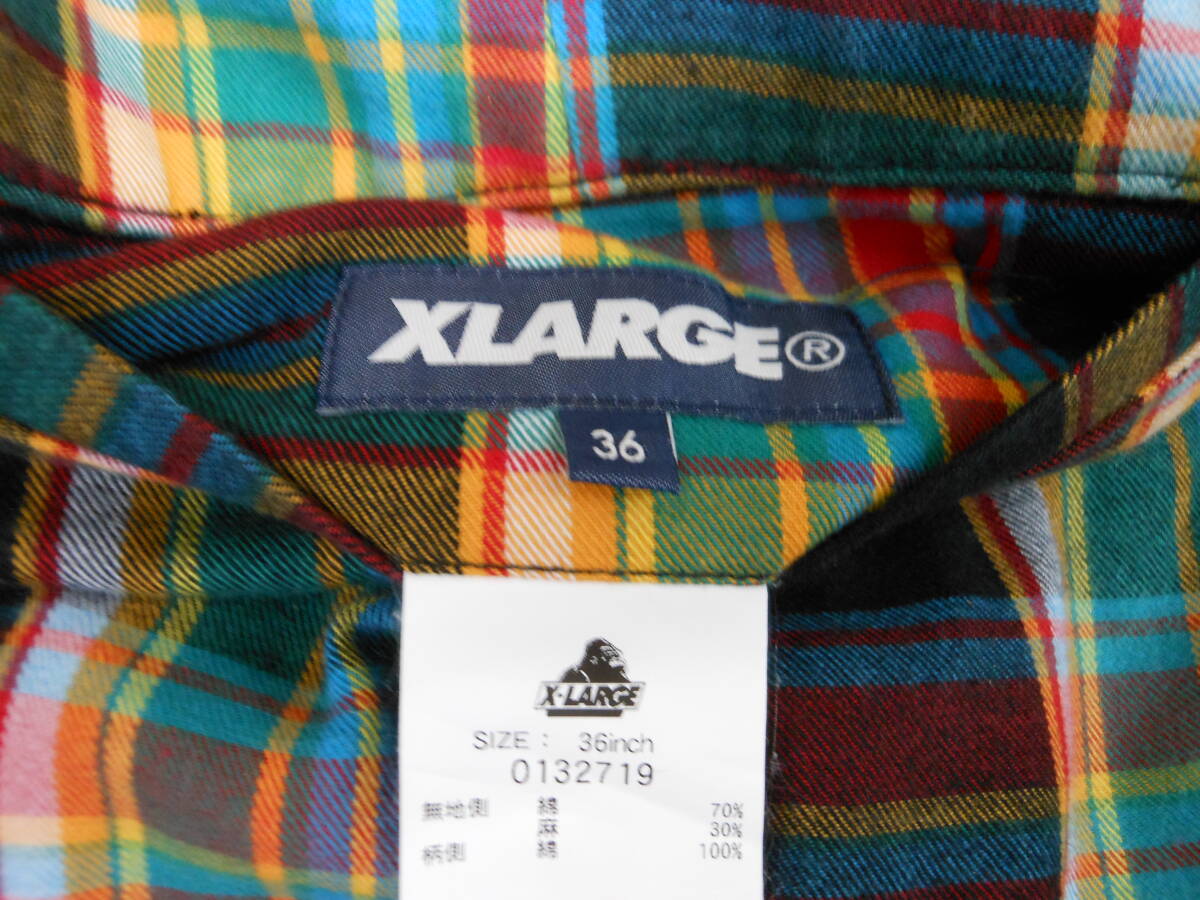 XLARGE®
36
X-LARGE
SIZE : 36inch
0132719
無地側 綿 70%
麻 30%
柄側 綿 100%